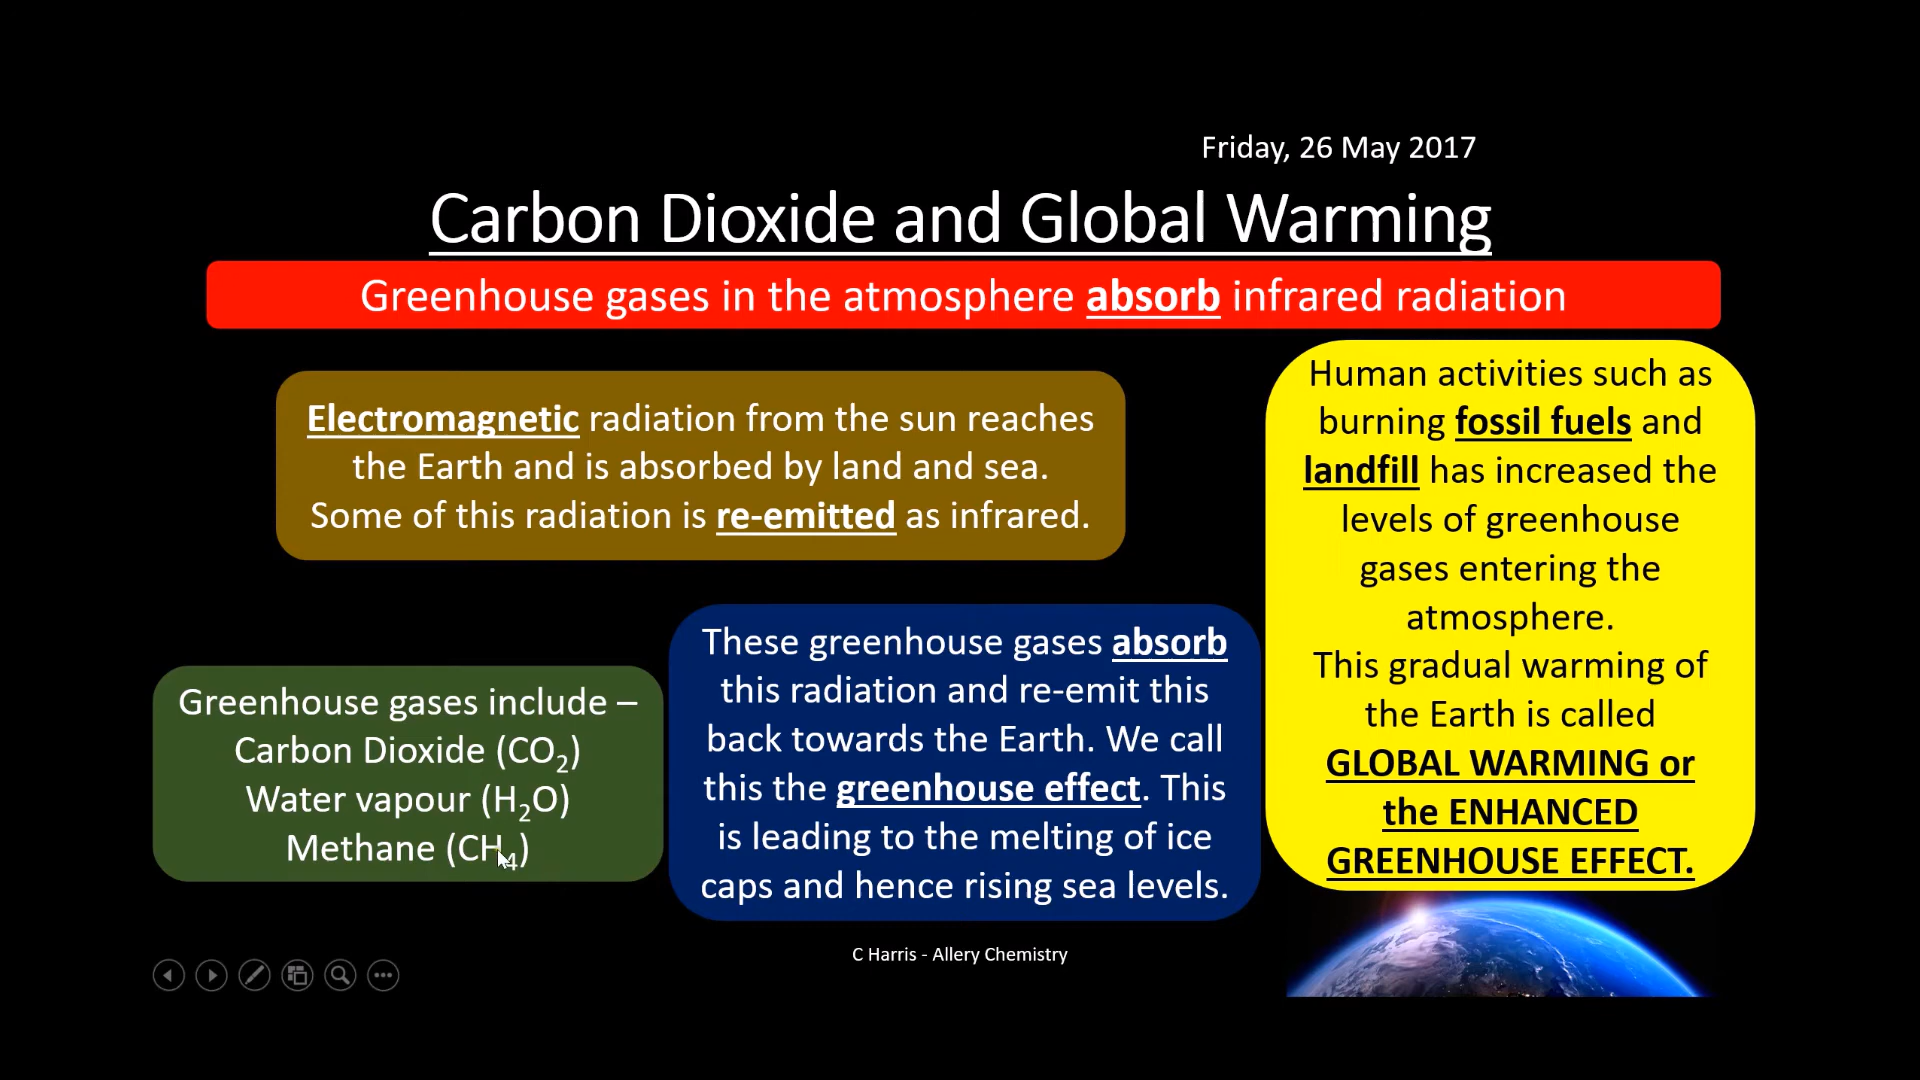 Friday, 26 May 2017
Carbon Dioxide and Global Warming
Greenhouse gases in the atmosphere absorb infrared radiation
Electromagnetic radiation from the sun reaches
the Earth and is absorbed by land and sea.
Some of this radiation is re-emitted as infrared.
Greenhouse gases include –
Carbon Dioxide (CO₂)
Water vapour (H₂O)
Methane (CH₄)
These greenhouse gases absorb
this radiation and re-emit this
back towards the Earth. We call
this the greenhouse effect. This
is leading to the melting of ice
caps and hence rising sea levels.
Human activities such as
burning fossil fuels and
landfill has increased the
levels of greenhouse
gases entering the
atmosphere.
This gradual warming of
the Earth is called
GLOBAL WARMING or
the ENHANCED
GREENHOUSE EFFECT.
C Harris - Allery Chemistry